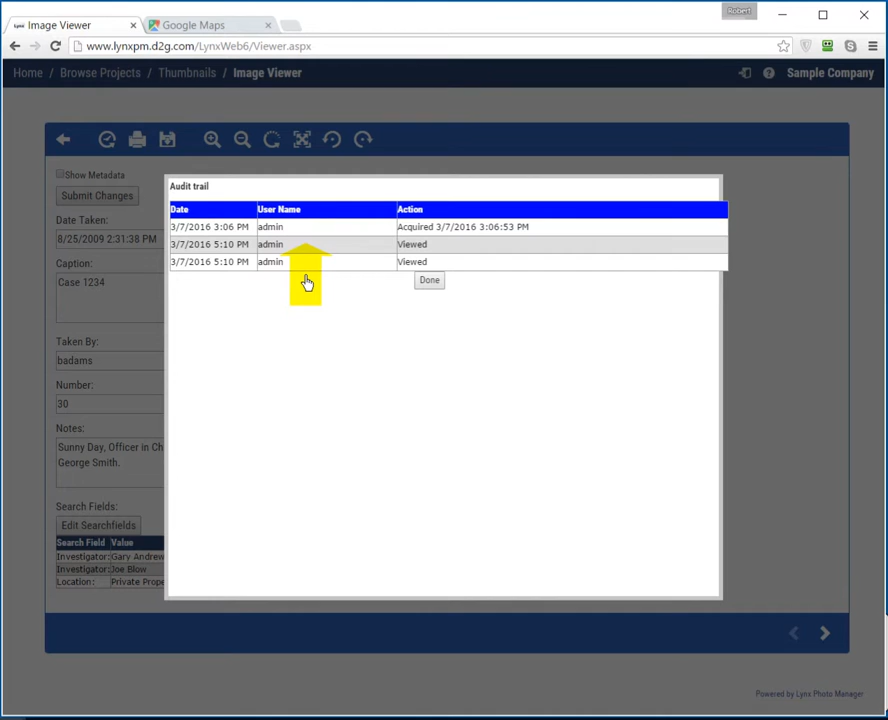 Robert
Image Viewer
Google Maps
www.lynxpm.d2g.com/LynxWeb6/Viewer.aspx
Home / Browse Projects / Thumbnails / Image Viewer
Sample Company
Show Metadata
Submit Changes
Date Taken:
8/25/2009 2:31:38 PM
Caption:
Case 1234
Taken By:
badams
Number:
30
Notes:
Sunny Day, Officer in Ch
George Smith.
Search Fields:
Edit Searchfields
Search Field Value
Investigator: Gary Andrew
Investigator: Joe Blow
Location: Private Prope
Audit trail
Date User Name Action
3/7/2016 3:06 PM admin Acquired 3/7/2016 3:06:53 PM
3/7/2016 5:10 PM admin Viewed
3/7/2016 5:10 PM admin Viewed
Done
Powered by Lynx Photo Manager